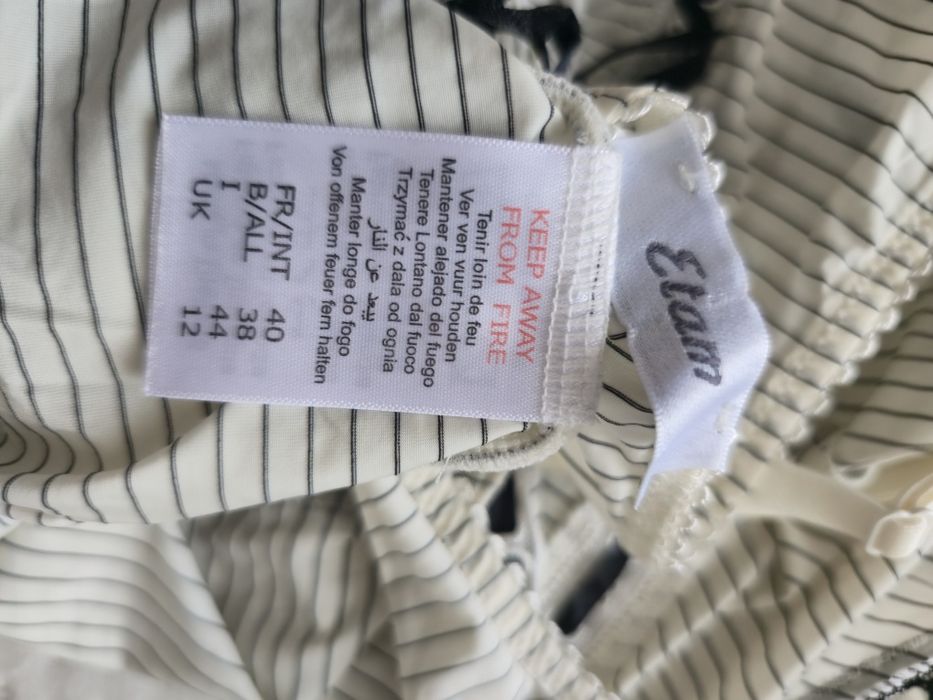 Etam
KEEP AWAY
FROM FIRE
Tenir loin de feu
Ver ven vuur houden
Mantener alejado del fuego
Tenere Lontano dal fuoco
Trzymać z dala od ognia
يبعد عن النار
Manter longe do fogo
Von offenem feuer fern halten
FR/INT 40
B/ALL 38
I 44
UK 12